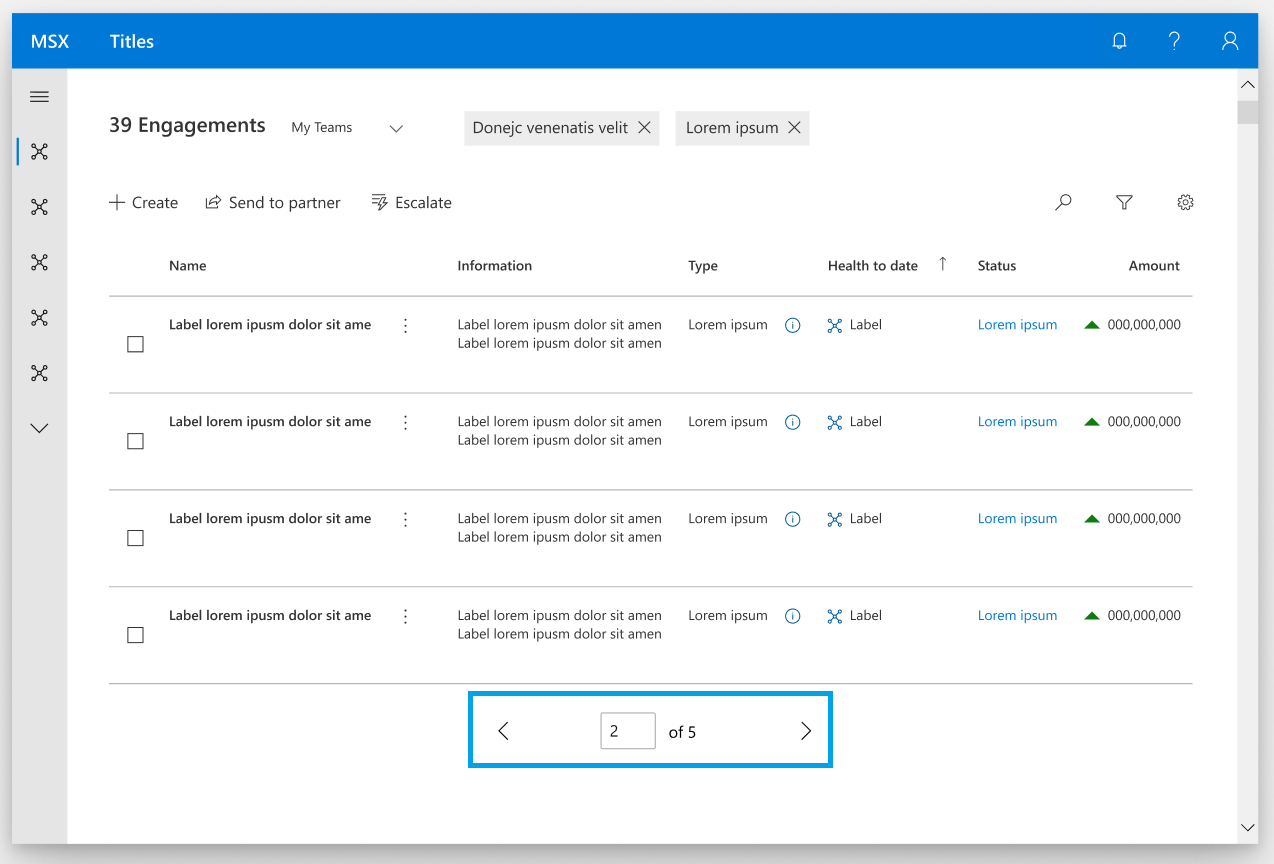 MSX Titles
39 Engagements My Teams Donejc venenatis velit Lorem ipsum
Create Send to partner Escalate
Name Information Type Health to date Status Amount
Label lorem ipusm dolor sit ame Label lorem ipusm dolor sit amen Lorem ipsum Label Lorem ipsum 000,000,000
Label lorem ipusm dolor sit amen
Label lorem ipusm dolor sit ame Label lorem ipusm dolor sit amen Lorem ipsum Label Lorem ipsum 000,000,000
Label lorem ipusm dolor sit amen
Label lorem ipusm dolor sit ame Label lorem ipusm dolor sit amen Lorem ipsum Label Lorem ipsum 000,000,000
Label lorem ipusm dolor sit amen
Label lorem ipusm dolor sit ame Label lorem ipusm dolor sit amen Lorem ipsum Label Lorem ipsum 000,000,000
Label lorem ipusm dolor sit amen
2 of 5